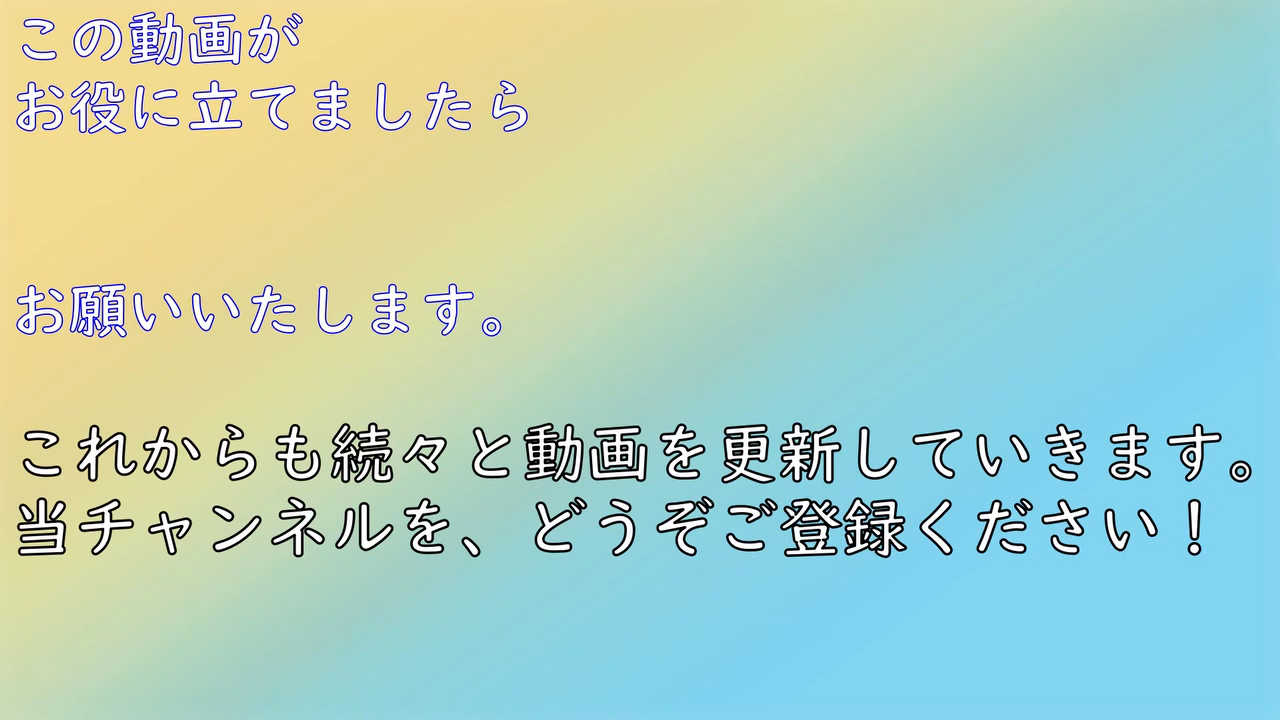 この動画が
お役に立てましたら
お願いいたします。
これからも続々と動画を更新していきます。
当チャンネルを、どうぞご登録ください！